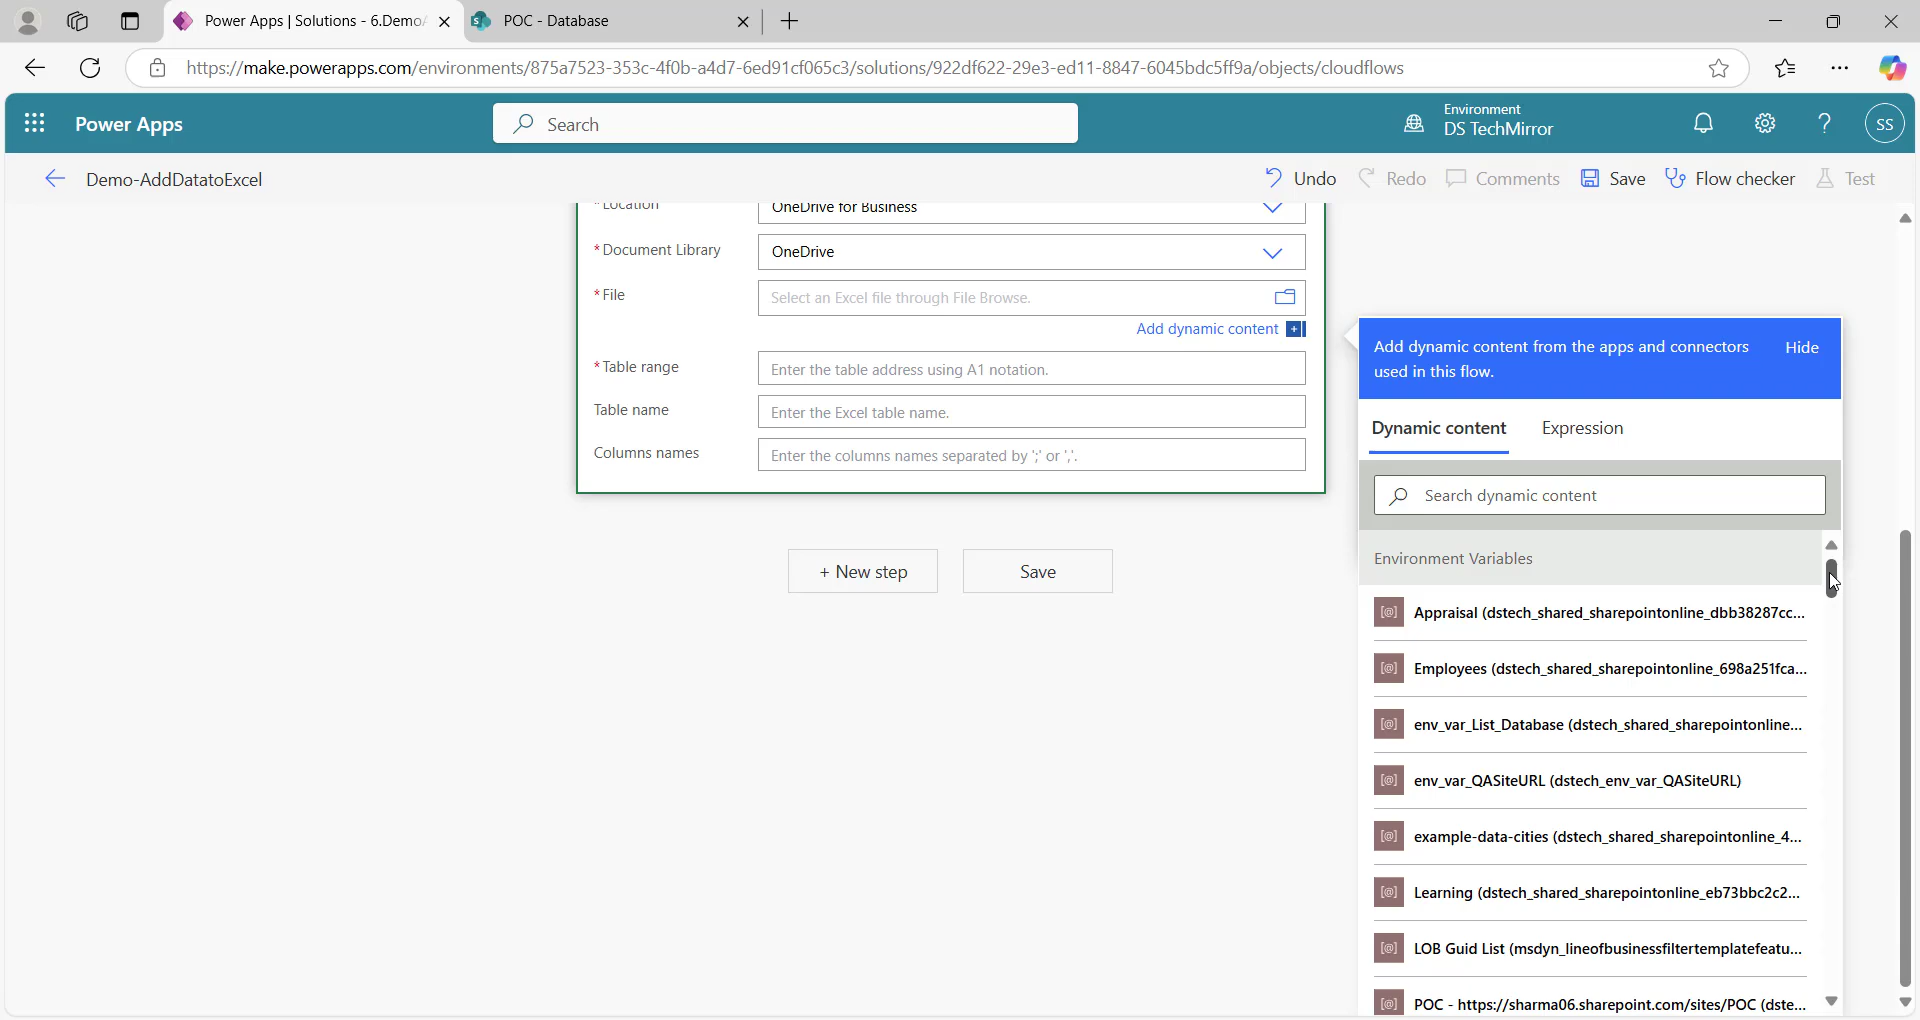 Power Apps | Solutions - 6.Demo
POC - Database
https://make.powerapps.com/environments/875a7523-353c-4f0b-a4d7-6ed91cf065c3/solutions/922df622-29e3-ed11-8847-6045bdc5ff9a/objects/cloudflows
Power Apps
Search
Environment
DS TechMirror
SS
Demo-AddDatatoExcel
Undo
Redo
Comments
Save
Flow checker
Test
* Location
OneDrive for Business
* Document Library
OneDrive
* File
Select an Excel file through File Browse.
Add dynamic content
* Table range
Enter the table address using A1 notation.
Table name
Enter the Excel table name.
Columns names
Enter the columns names separated by ';' or ','.
+ New step
Save
Add dynamic content from the apps and connectors
used in this flow.
Hide
Dynamic content
Expression
Search dynamic content
Environment Variables
Appraisal (dstech_shared_sharepointonline_dbb38287cc...
Employees (dstech_shared_sharepointonline_698a251fca...
env_var_List_Database (dstech_shared_sharepointonline...
env_var_QASiteURL (dstech_env_var_QASiteURL)
example-data-cities (dstech_shared_sharepointonline_4...
Learning (dstech_shared_sharepointonline_eb73bbc2c2...
LOB Guid List (msdyn_lineofbusinessfiltertemplatefeatu...
POC - https://sharma06.sharepoint.com/sites/POC (dste...